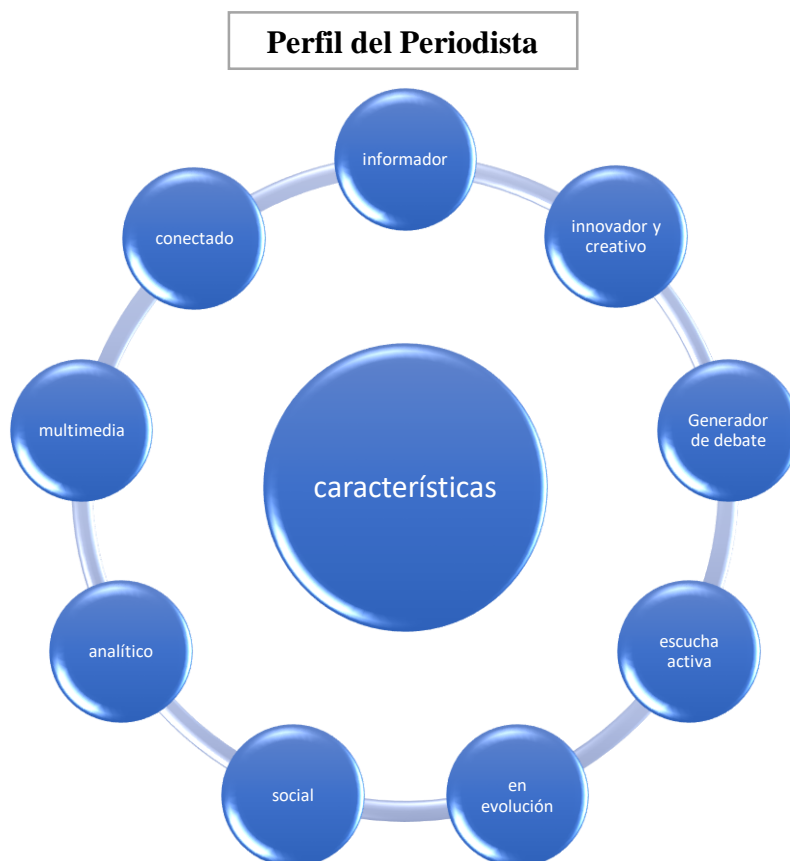 Perfil del Periodista
informador
innovador y
creativo
Generador
de debate
escucha
activa
en
evolución
social
analítico
multimedia
conectado
características